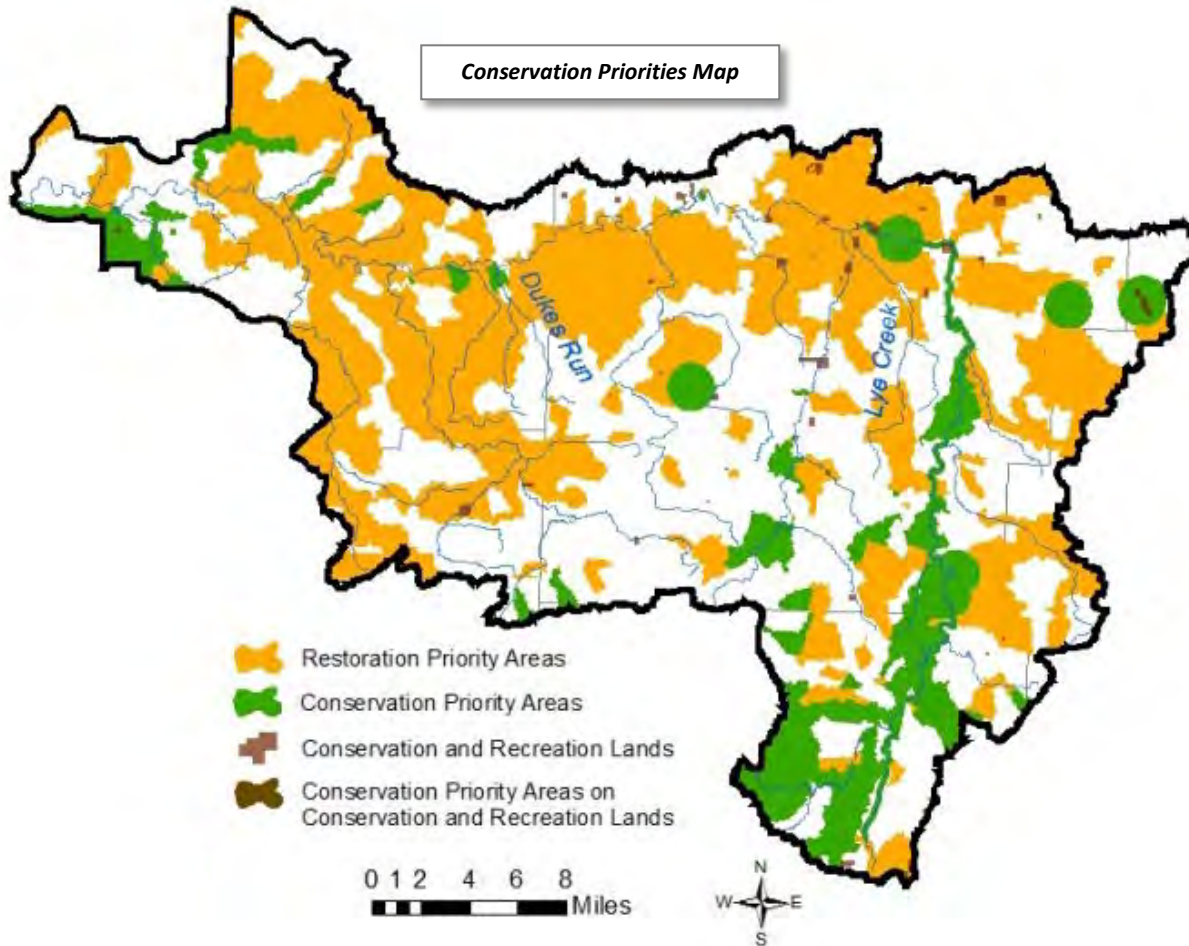 Conservation Priorities Map
Dukes Run
Lye Creek
Restoration Priority Areas
Conservation Priority Areas
Conservation and Recreation Lands
Conservation Priority Areas on
Conservation and Recreation Lands
0 1 2 4 6 8
Miles
N
W E
S